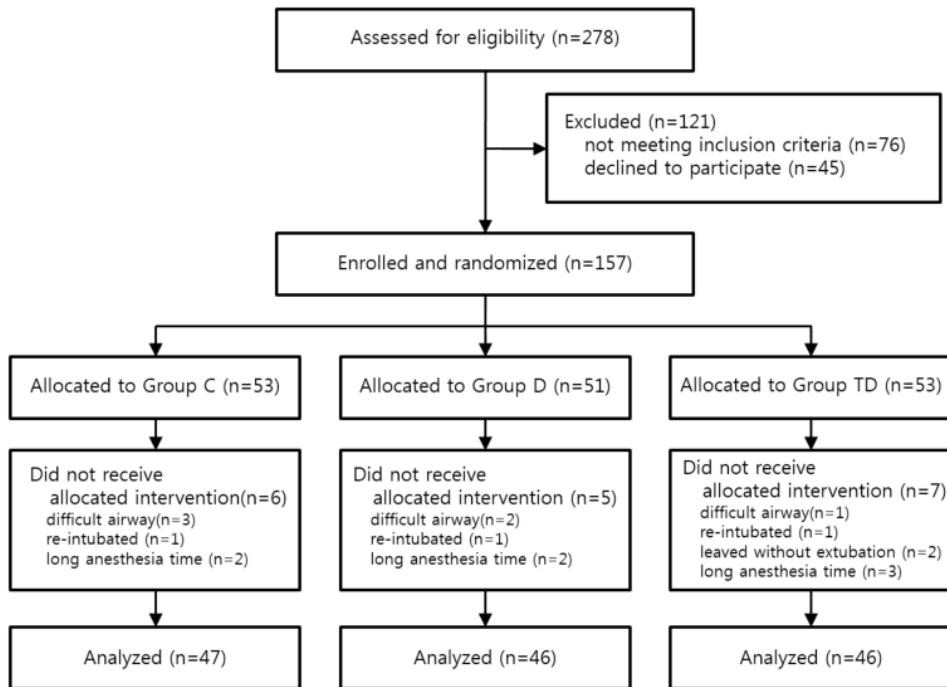 Assessed for eligibility (n=278)
Excluded (n=121)
not meeting inclusion criteria (n=76)
declined to participate (n=45)
Enrolled and randomized (n=157)
Allocated to Group C (n=53)
Allocated to Group D (n=51)
Allocated to Group TD (n=53)
Did not receive
allocated intervention(n=6)
difficult airway(n=3)
re-intubated (n=1)
long anesthesia time (n=2)
Did not receive
allocated intervention (n=5)
difficult airway(n=2)
re-intubated (n=1)
long anesthesia time (n=2)
Did not receive
allocated intervention (n=7)
difficult airway(n=1)
re-intubated (n=1)
leaved without extubation (n=2)
long anesthesia time (n=3)
Analyzed (n=47)
Analyzed (n=46)
Analyzed (n=46)